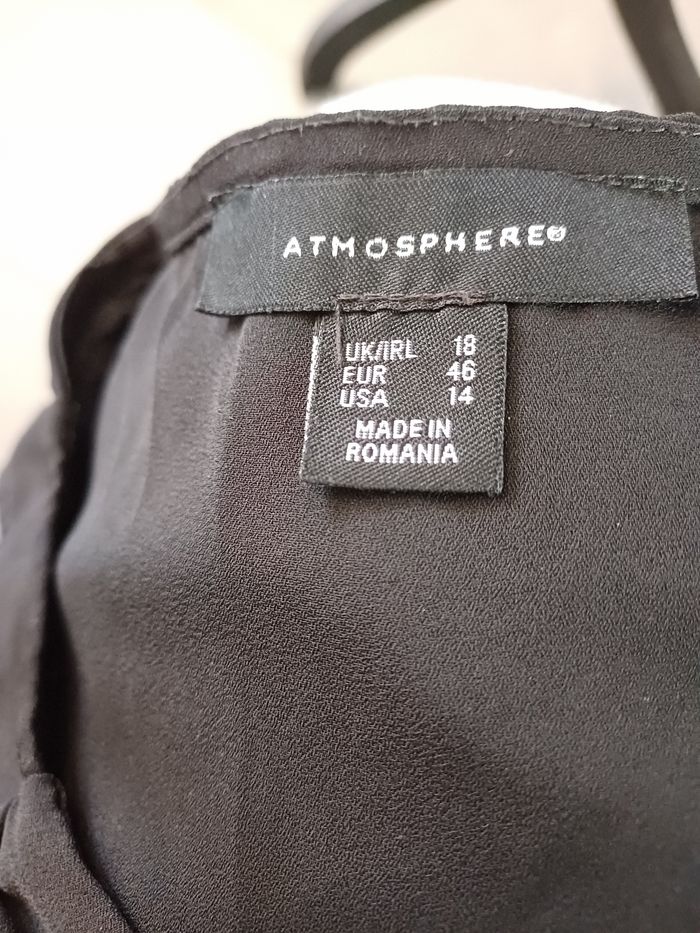 ATMOSPHERE®
UK/IRL 18
EUR 46
USA 14
MADE IN
ROMANIA